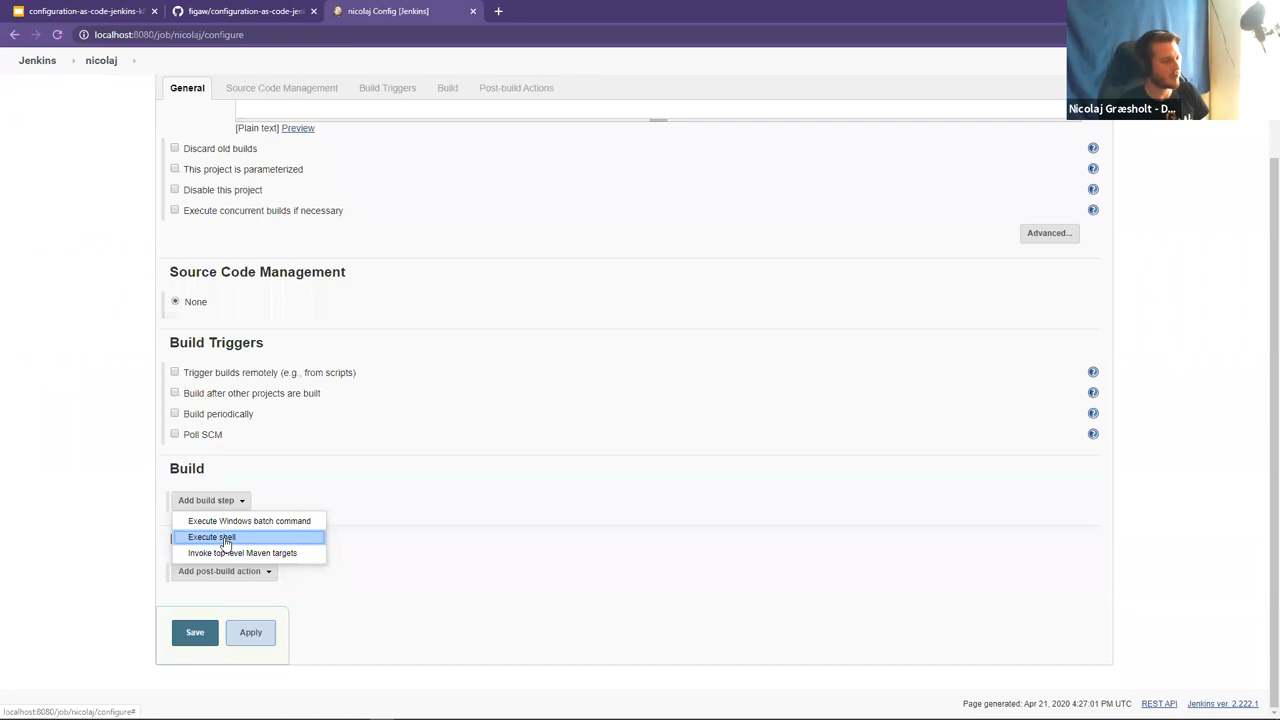 configuration-as-code-jenkins-kl
figaw/configuration-as-code-jen
nicolaj Config [Jenkins]
localhost:8080/job/nicolaj/configure
Nicolaj Græsholt - D...
Jenkins nicolaj
General Source Code Management Build Triggers Build Post-build Actions
[Plain text] Preview
Discard old builds
This project is parameterized
Disable this project
Execute concurrent builds if necessary
Advanced...
Source Code Management
None
Build Triggers
Trigger builds remotely (e.g., from scripts)
Build after other projects are built
Build periodically
Poll SCM
Build
Add build step
Execute Windows batch command
Execute shell
Invoke top-level Maven targets
Add post-build action
Save Apply
localhost:8080/job/nicolaj/configure#
Page generated: Apr 21, 2020 4:27:01 PM UTC REST API Jenkins ver. 2.222.1